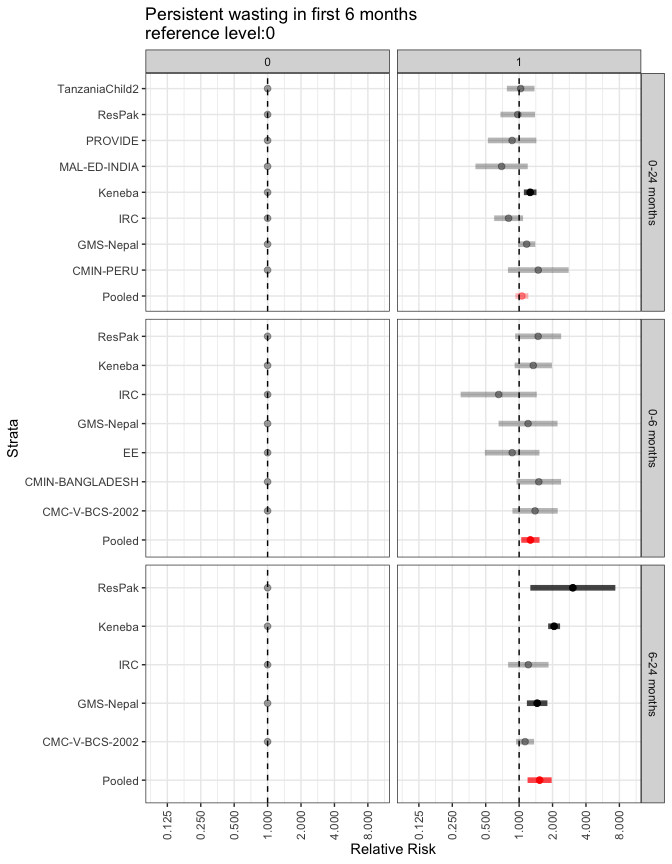 Persistent wasting in first 6 months
reference level:0
0
1
TanzaniaChild2
ResPak
PROVIDE
MAL-ED-INDIA
Keneba
IRC
GMS-Nepal
CMIN-PERU
Pooled
0-24 months
ResPak
Keneba
IRC
GMS-Nepal
EE
CMIN-BANGLADESH
CMC-V-BCS-2002
Pooled
0-6 months
ResPak
Keneba
IRC
GMS-Nepal
CMC-V-BCS-2002
Pooled
6-24 months
Strata
0.125 0.250 0.500 1.000 2.000 4.000 8.000
0.125 0.250 0.500 1.000 2.000 4.000 8.000
Relative Risk